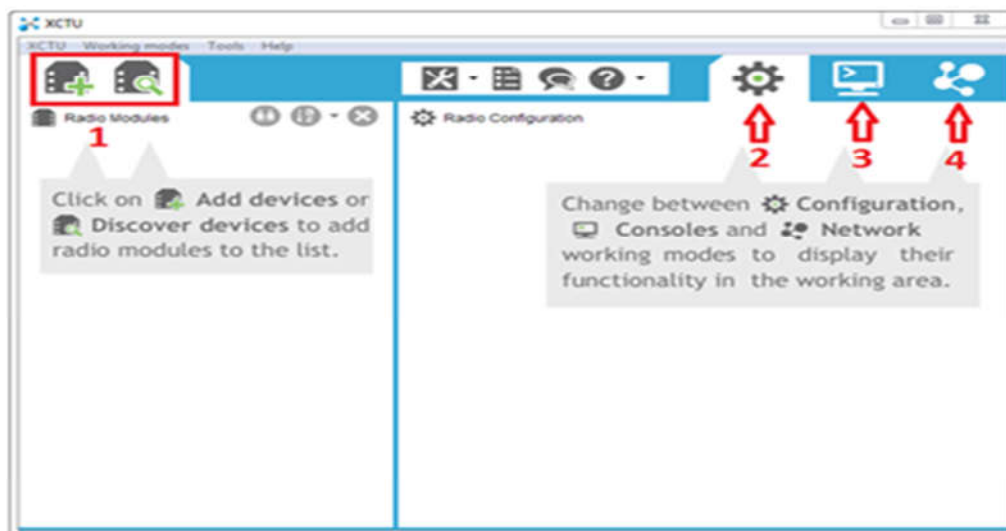 XCTU
XCTU Working modes Tools Help
Radio Modules
Radio Configuration
1
2
3
4
Click on Add devices or
Discover devices to add
radio modules to the list.
Change between Configuration,
Consoles and Network
working modes to display their
functionality in the working area.